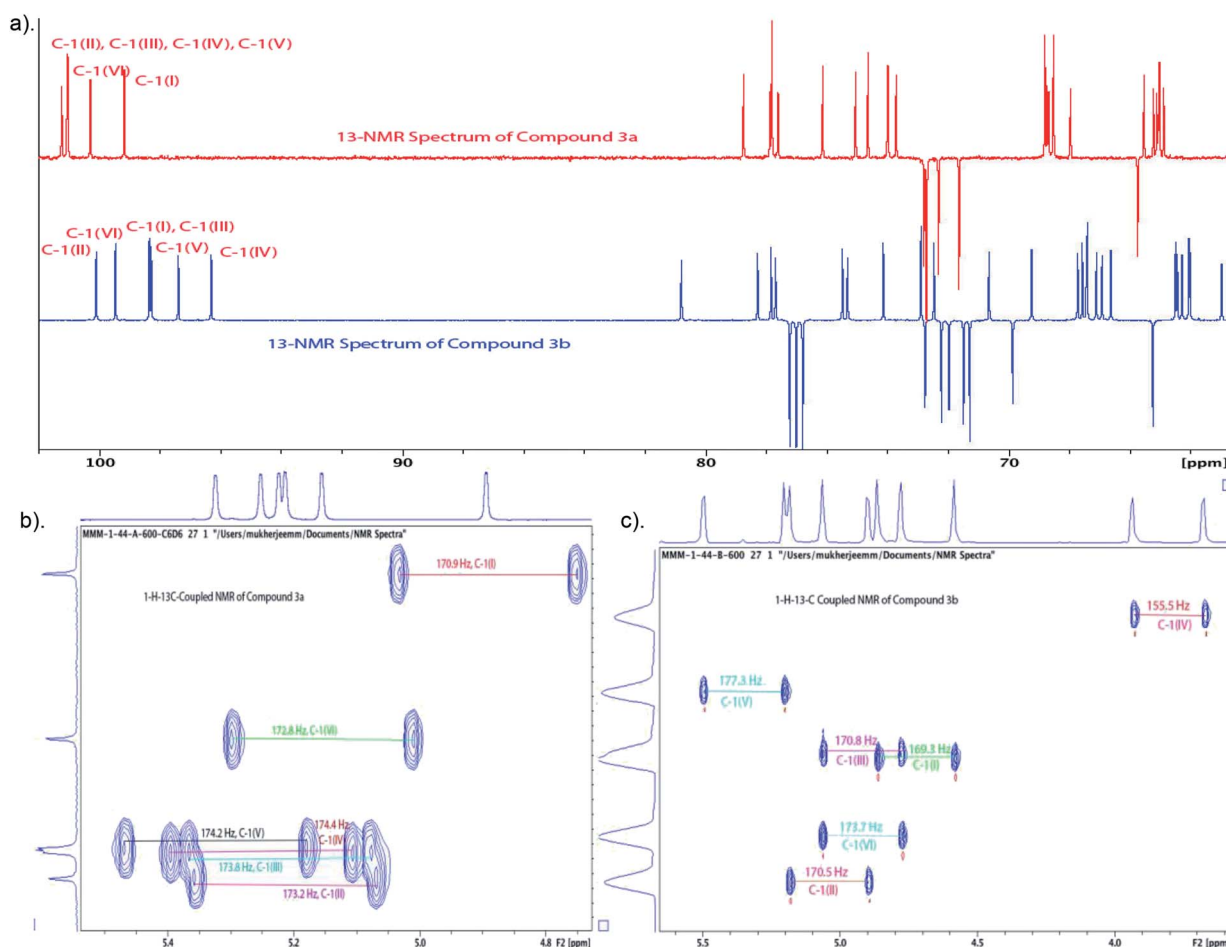 a).
C-1(II), C-1(III), C-1(IV), C-1(V)
C-1(VI)
C-1(I)
13-NMR Spectrum of Compound 3a
C-1(VI) C-1(I), C-1(III)
C-1(II) C-1(V) C-1(IV)
13-NMR Spectrum of Compound 3b
100 90 80 70 [ppm]
b).
MMM-1-44-A-600-C6D6 27 1 "/Users/mukherjeemm/Documents/NMR Spectra"
170.9 Hz, C-1(I)
1-H-13C-Coupled NMR of Compound 3a
172.8 Hz, C-1(VI)
174.2 Hz, C-1(V)
174.4 Hz,
C-1(IV)
173.8 Hz, C-1(III)
173.2 Hz, C-1(II)
5.4 5.2 5.0 4.8 F2 [ppm]
c).
MMM-1-44-B-600 27 1 "/Users/mukherjeemm/Documents/NMR Spectra"
1-H-13-C Coupled NMR of Compound 3b
155.5 Hz
C-1(IV)
177.3 Hz
C-1(V)
170.8 Hz 169.3 Hz
C-1(III) C-1(I)
173.7 Hz
C-1(VI)
170.5 Hz
C-1(II)
5.5 5.0 4.5 4.0 F2 [ppm]